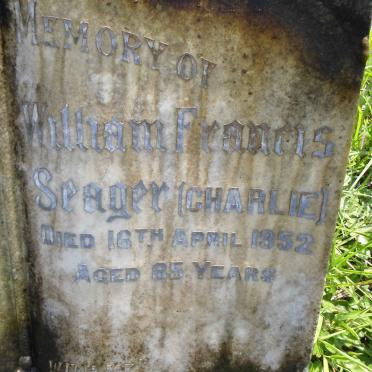 Memory of
William Francis
Seager (CHARLIE)
Died 16th April 1952
Aged 85 Years